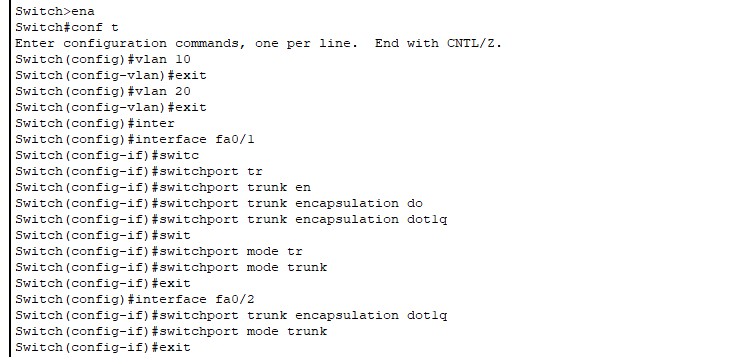 Switch>ena
Switch#conf t
Enter configuration commands, one per line.  End with CNTL/Z.
Switch(config)#vlan 10
Switch(config-vlan)#exit
Switch(config)#vlan 20
Switch(config-vlan)#exit
Switch(config)#inter
Switch(config)#interface fa0/1
Switch(config-if)#switc
Switch(config-if)#switchport tr
Switch(config-if)#switchport trunk en
Switch(config-if)#switchport trunk encapsulation do
Switch(config-if)#switchport trunk encapsulation dot1q
Switch(config-if)#swit
Switch(config-if)#switchport mode tr
Switch(config-if)#switchport mode trunk
Switch(config-if)#exit
Switch(config)#interface fa0/2
Switch(config-if)#switchport trunk encapsulation dot1q
Switch(config-if)#switchport mode trunk
Switch(config-if)#exit